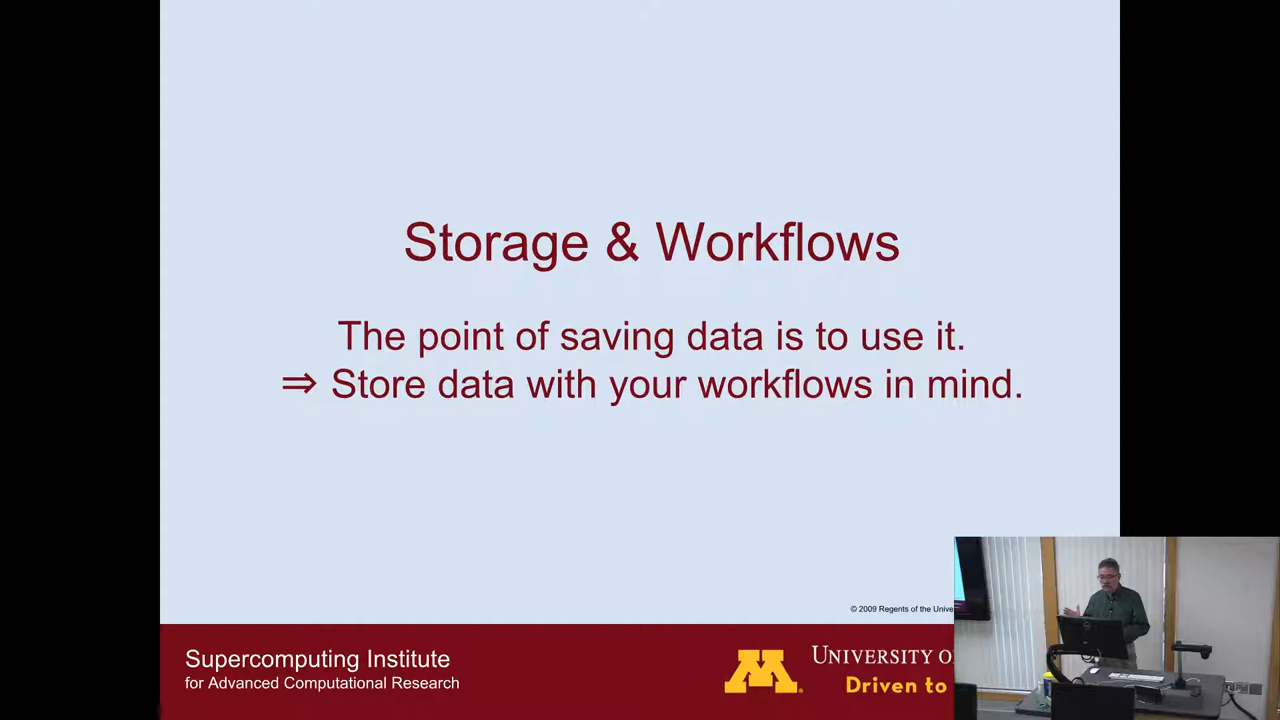 Storage & Workflows
The point of saving data is to use it.
⇒ Store data with your workflows in mind.
© 2009 Regents of the
Supercomputing Institute
for Advanced Computational Research
UNIVERSITY
Driven to